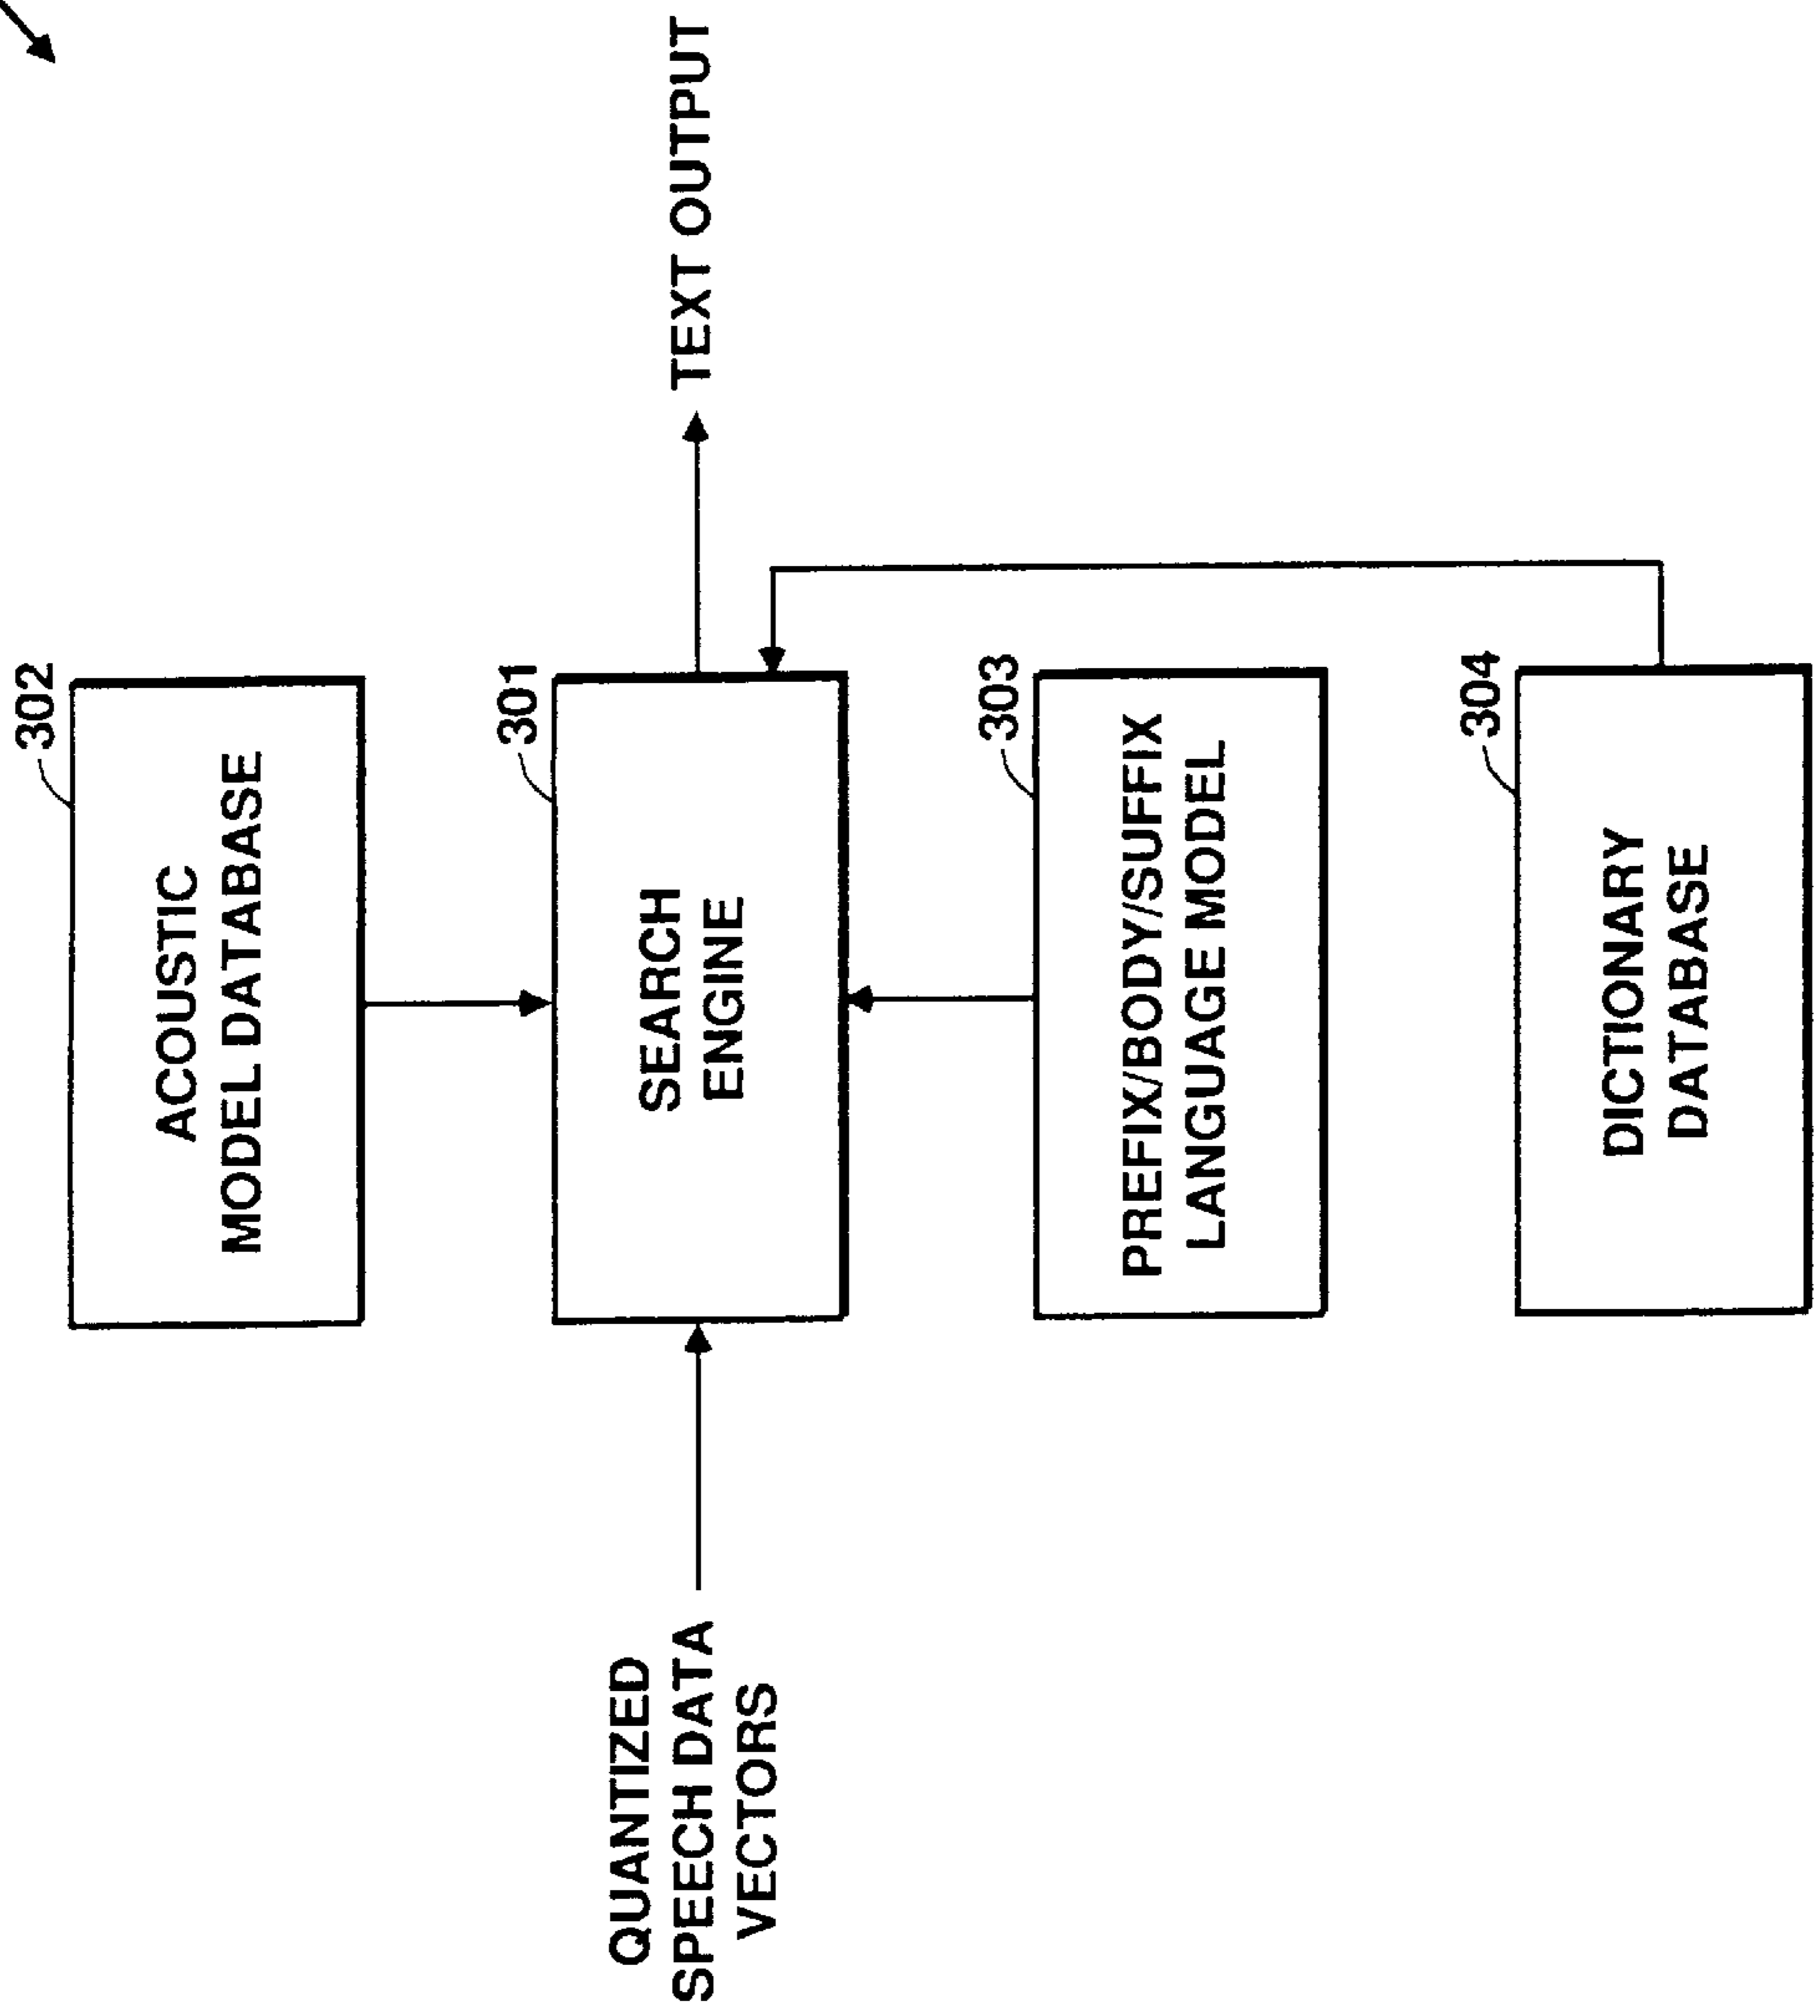 302
ACOUSTIC
MODEL DATABASE
301
SEARCH
ENGINE
QUANTIZED
SPEECH DATA
VECTORS
TEXT OUTPUT
303
PREFIX/BODY/SUFFIX
LANGUAGE MODEL
304
DICTIONARY
DATABASE